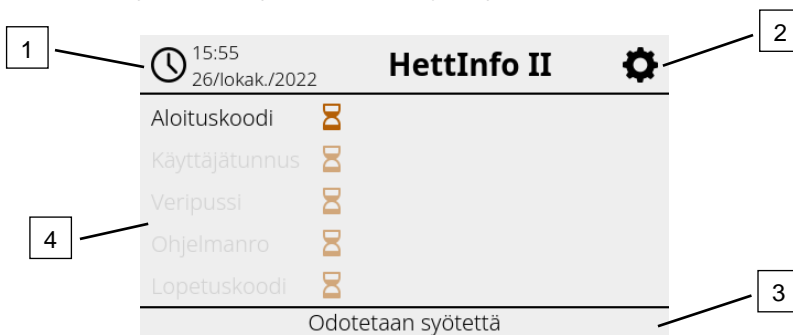 1
2
15:55
26/lokak./2022
HettInfo II
Aloituskoodi
Käyttäjätunnus
Veripussi
4
Ohjelmanro
Lopetuskoodi
3
Odotetaan syötettä